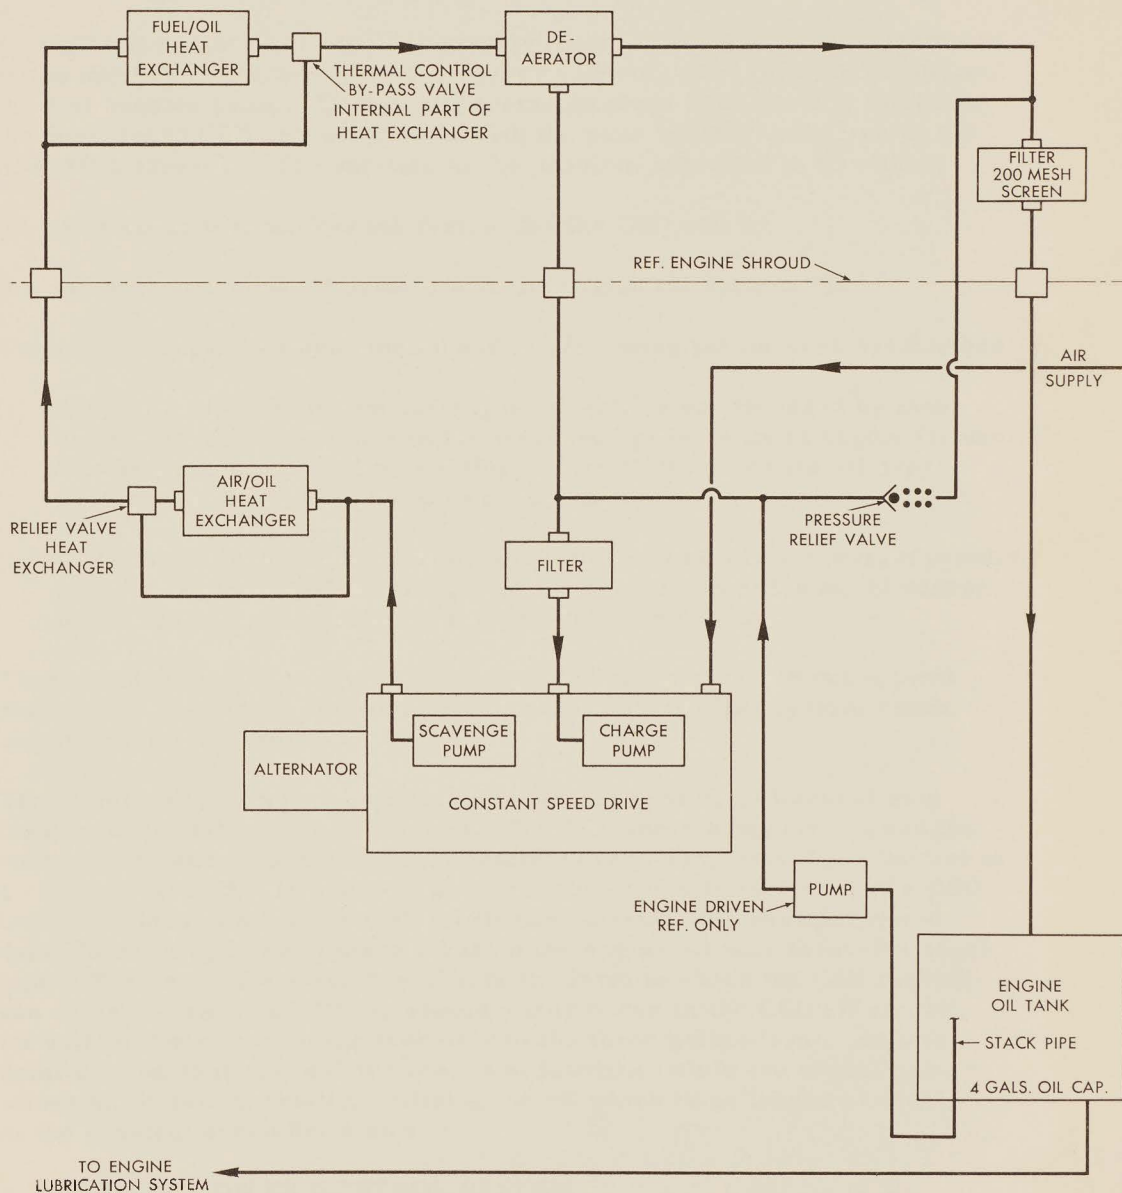 FUEL/OIL
HEAT
EXCHANGER
THERMAL CONTROL
BY-PASS VALVE
INTERNAL PART OF
HEAT EXCHANGER
DE-
AERATOR
FILTER
200 MESH
SCREEN
REF. ENGINE SHROUD
AIR
SUPPLY
AIR/OIL
HEAT
EXCHANGER
RELIEF VALVE
HEAT
EXCHANGER
PRESSURE
RELIEF VALVE
FILTER
SCAVENGE
PUMP
CHARGE
PUMP
ALTERNATOR
CONSTANT SPEED DRIVE
PUMP
ENGINE DRIVEN
REF. ONLY
ENGINE
OIL TANK
STACK PIPE
4 GALS. OIL CAP.
TO ENGINE
LUBRICATION SYSTEM